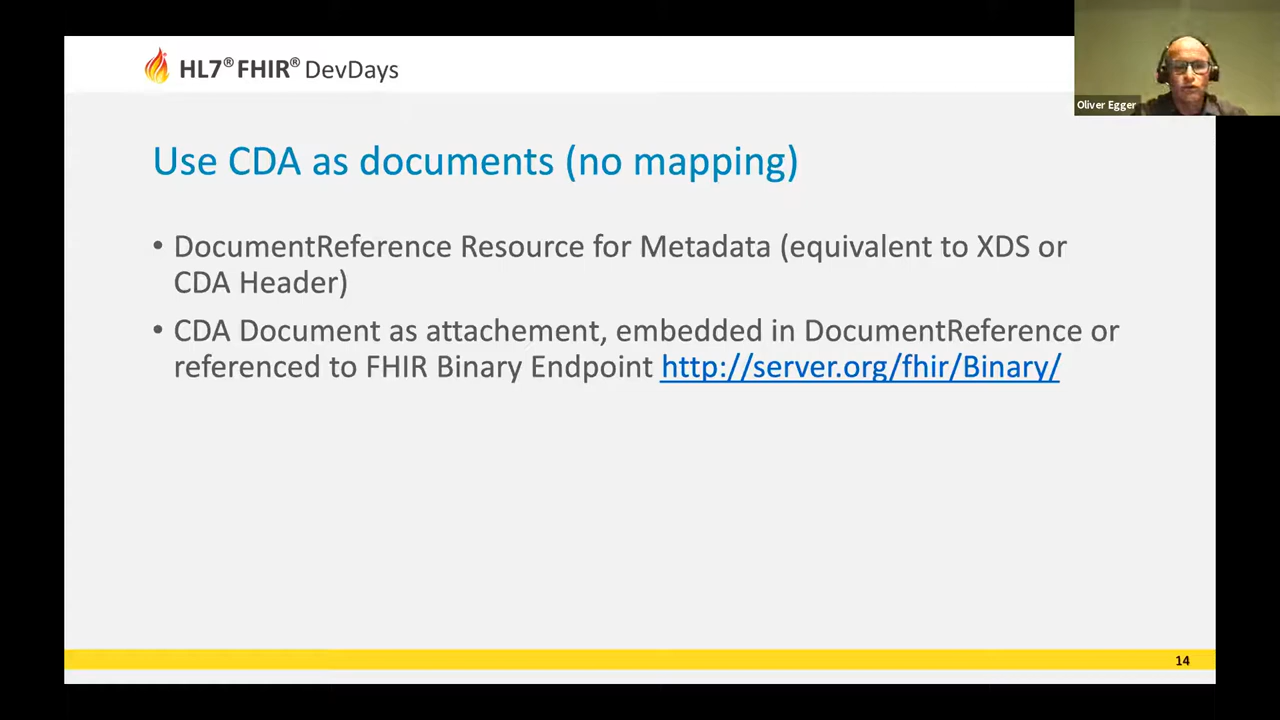 HL7® FHIR® DevDays
Oliver Egger
Use CDA as documents (no mapping)
• DocumentReference Resource for Metadata (equivalent to XDS or
CDA Header)
• CDA Document as attachement, embedded in DocumentReference or
referenced to FHIR Binary Endpoint http://server.org/fhir/Binary/
14